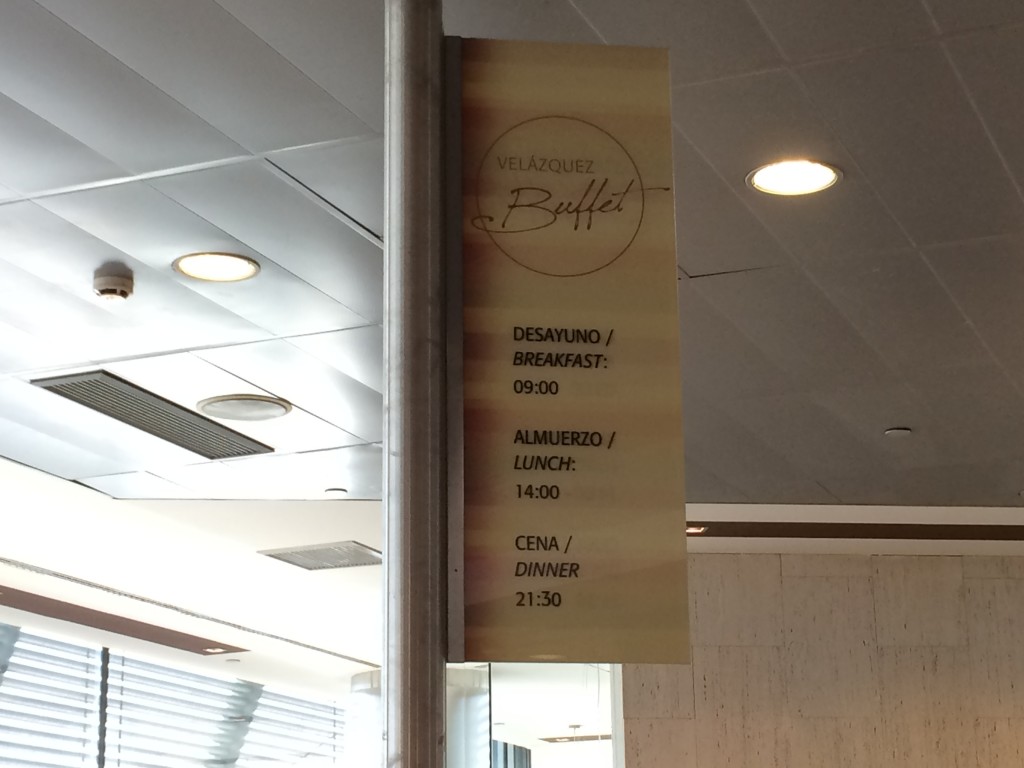 VELÁZQUEZ
Buffet
DESAYUNO /
BREAKFAST:
09:00
ALMUERZO /
LUNCH:
14:00
CENA /
DINNER
21:30